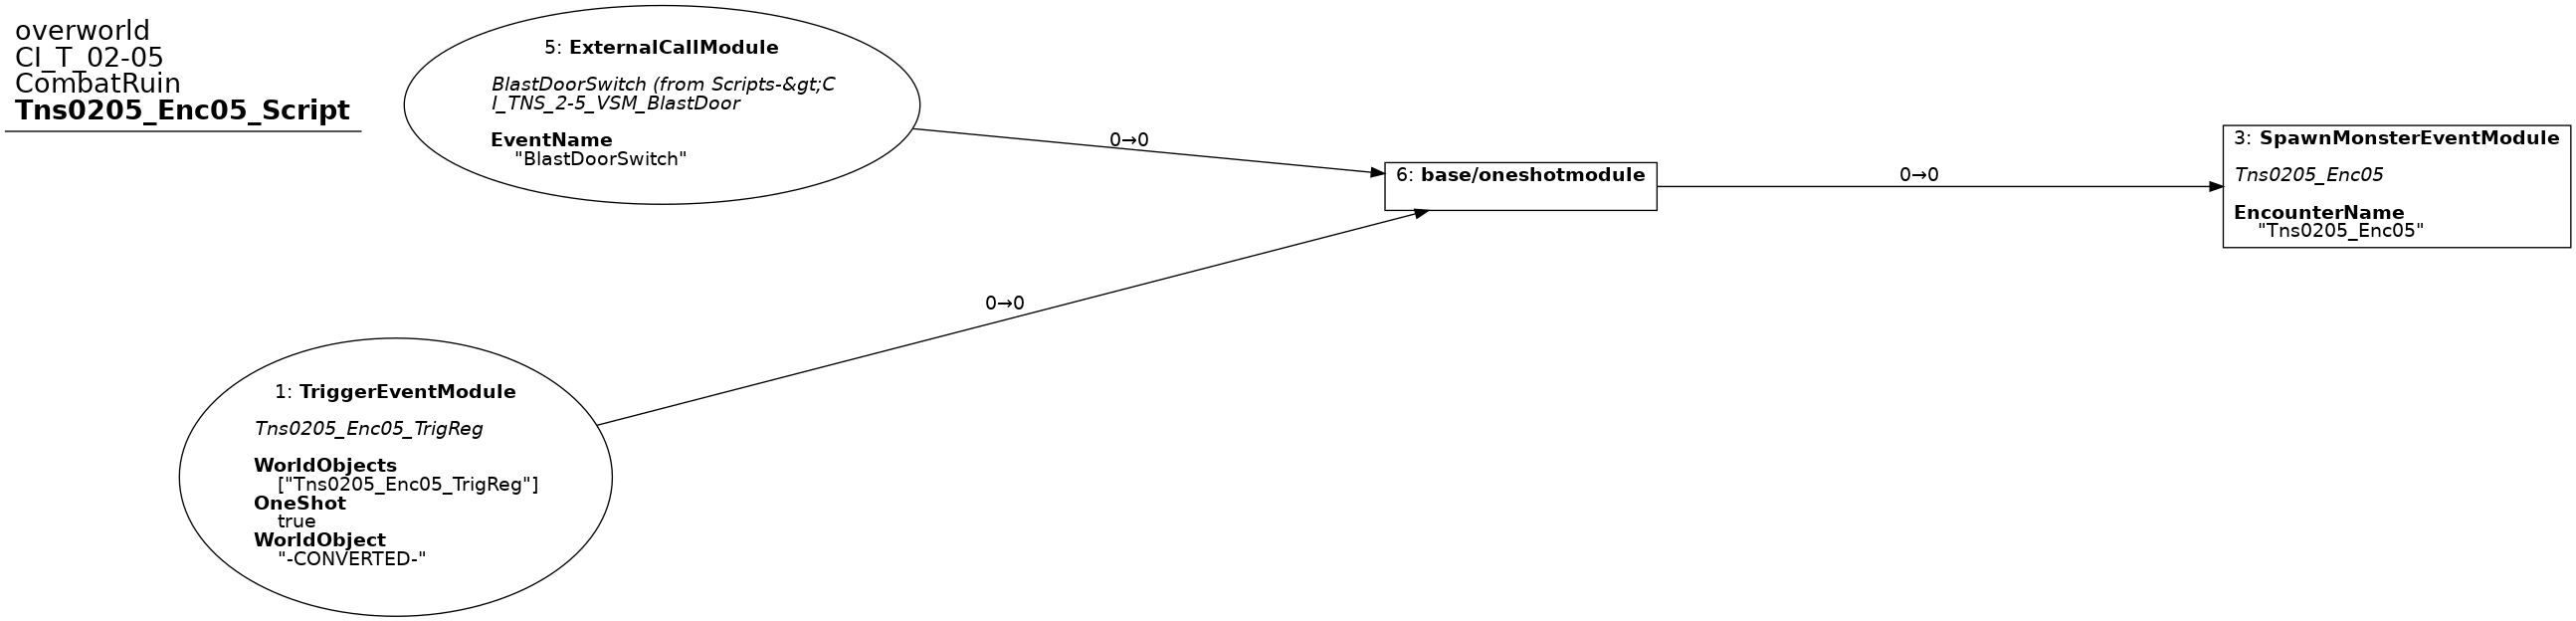 overworld
CI_T_02-05
CombatRuin
Tns0205_Enc05_Script
5: ExternalCallModule
BlastDoorSwitch (from Scripts-&gt;C
I_TNS_2-5_VSM_BlastDoor
EventName
"BlastDoorSwitch"
0→0
6: base/oneshotmodule
0→0
3: SpawnMonsterEventModule
Tns0205_Enc05
EncounterName
"Tns0205_Enc05"
0→0
1: TriggerEventModule
Tns0205_Enc05_TrigReg
WorldObjects
["Tns0205_Enc05_TrigReg"]
OneShot
true
WorldObject
"-CONVERTED-"